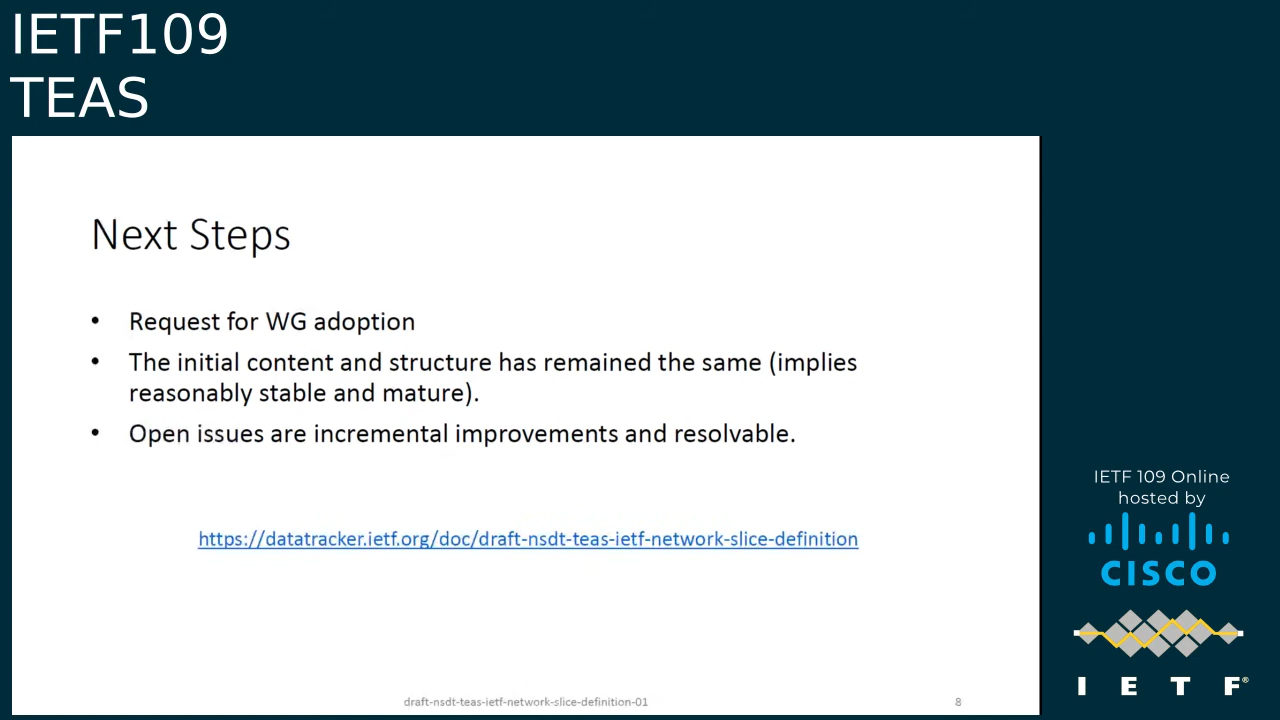 IETF109
TEAS
Next Steps
• Request for WG adoption
• The initial content and structure has remained the same (implies
reasonably stable and mature).
• Open issues are incremental improvements and resolvable.
https://datatracker.ietf.org/doc/draft-nsdt-teas-ietf-network-slice-definition
draft-nsdt-teas-ietf-network-slice-definition-01
8
IETF 109 Online
hosted by
CISCO
I E T F®